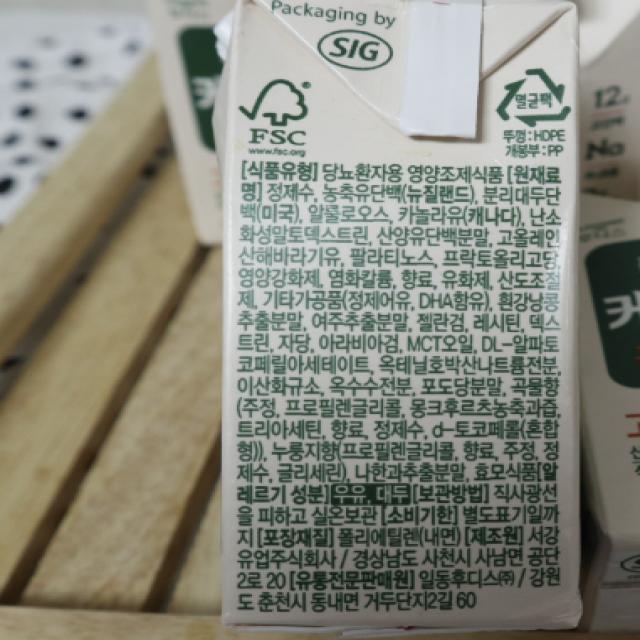 Packaging by
SIG
FSC
www.fsc.org
멸균팩
뚜껑:HDPE
개봉부:PP
[식품유형] 당뇨환자용 영양조제식품 [원재료
명] 정제수, 농축유단백(뉴질랜드), 분리대두단
백(미국), 알룰로오스, 카놀라유(캐나다), 난소
화성말토덱스트린, 산양유단백분말, 고올레인
산해바라기유, 팔라티노스, 프락토올리고당,
영양강화제, 염화칼륨, 향료, 유화제, 산도조절
제, 기타가공품(정제어유, DHA함유), 흰강낭콩
추출분말, 여주추출분말, 젤란검, 레시틴, 덱스
트린, 자당, 아라비아검, MCT오일, DL-알파토
코페릴아세테이트, 옥테닐호박산나트륨전분,
이산화규소, 옥수수전분, 포도당분말, 곡물향
(주정, 프로필렌글리콜, 동크후르츠농축과즙,
트리아세틴, 향료, 정제수, d-토코페롤(혼합
형)), 누룽지향(프로필렌글리콜, 향료, 주정, 정
제수, 글리세린), 나한과추출분말, 효모식품 [알
레르기 성분] 우유, 대두 [보관방법] 직사광선
을 피하고 실온보관 [소비기한] 별도표기일까
지 [포장재질] 폴리에틸렌(내면) [제조원] 서강
유업주식회사 / 경상남도 사천시 사남면 공단
2로 20 [유통전문판매원] 일동후디스㈜ / 강원
도 춘천시 동내면 거두단지2길 60